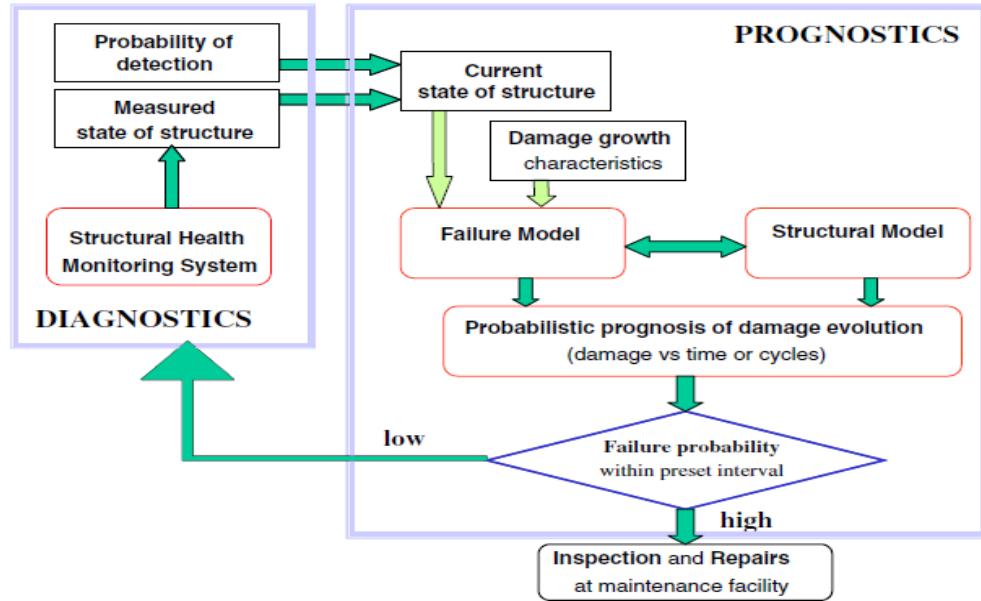 Probability of
detection
Measured
state of structure
Structural Health
Monitoring System
DIAGNOSTICS
PROGNOSTICS
Current
state of structure
Damage growth
characteristics
Failure Model
Structural Model
Probabilistic prognosis of damage evolution
(damage vs time or cycles)
low
Failure probability
within preset interval
high
Inspection and Repairs
at maintenance facility